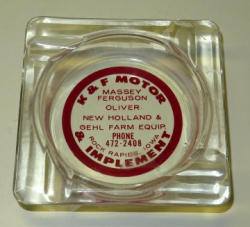 K & F MOTOR
MASSEY
FERGUSON
OLIVER
NEW HOLLAND &
GEHL FARM EQUIP.
PHONE
472-2408
ROCK RAPIDS, IOWA
& IMPLEMENT